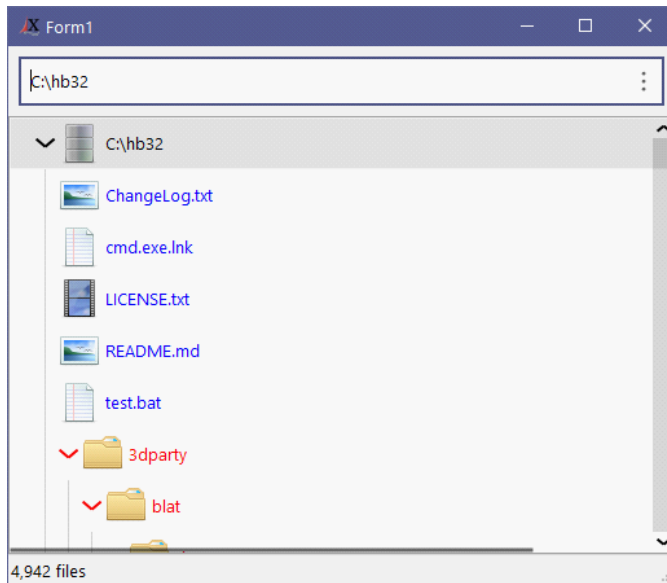 Form1
C:\hb32
C:\hb32
ChangeLog.txt
cmd.exe.lnk
LICENSE.txt
README.md
test.bat
3dparty
blat
4,942 files